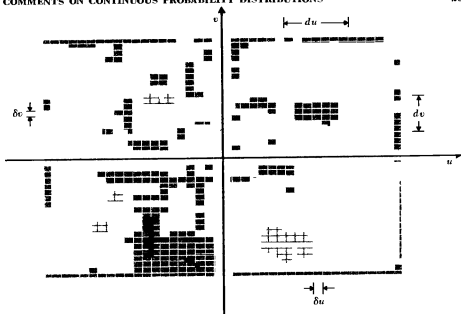 COMMENTS ON CONTINUOUS PROBABILITY DISTRIBUTIONS
v
du
δv
dv
u
δu